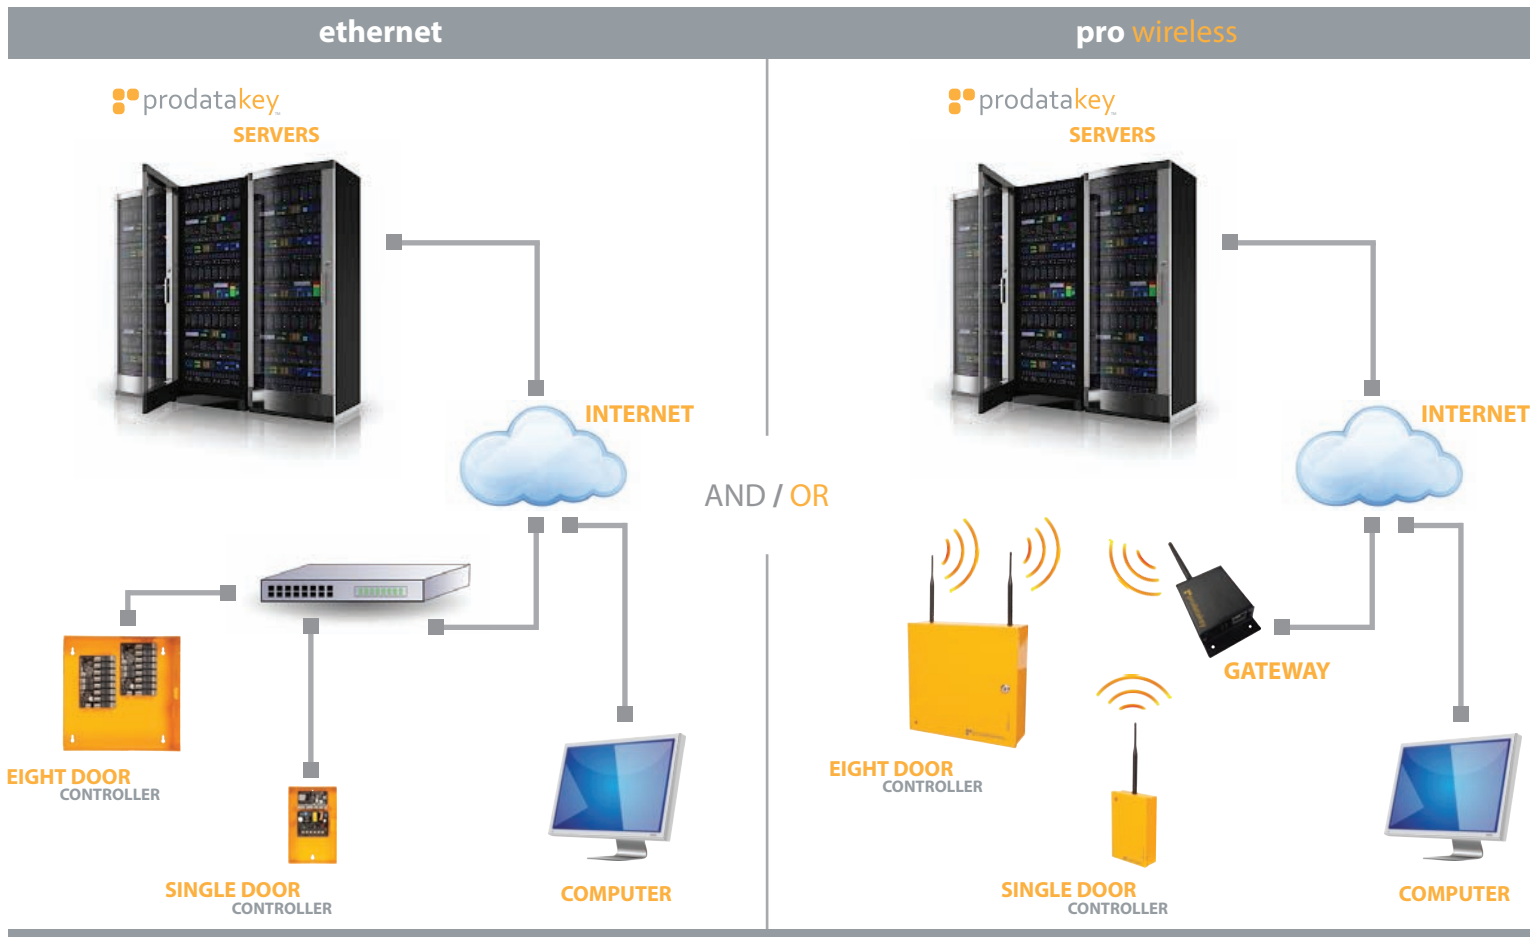 ethernet
pro wireless
prodatakey
SERVERS
INTERNET
EIGHT DOOR
CONTROLLER
SINGLE DOOR
CONTROLLER
COMPUTER
AND / OR
prodatakey
SERVERS
INTERNET
GATEWAY
EIGHT DOOR
CONTROLLER
SINGLE DOOR
CONTROLLER
COMPUTER